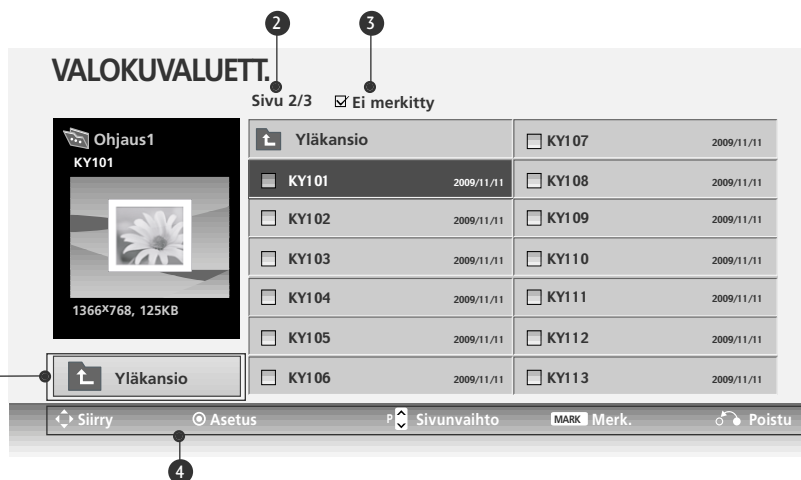 2 3
VALOKUVALUETT.
Sivu 2/3 Ei merkitty
Ohjaus1
KY101
1366x768, 125KB
Yläkansio
Yläkansio
KY101 2009/11/11
KY102 2009/11/11
KY103 2009/11/11
KY104 2009/11/11
KY105 2009/11/11
KY106 2009/11/11
KY107 2009/11/11
KY108 2009/11/11
KY109 2009/11/11
KY110 2009/11/11
KY111 2009/11/11
KY112 2009/11/11
KY113 2009/11/11
Siirry Asetus P Sivunvaihto MARK Merk. Poistu
4